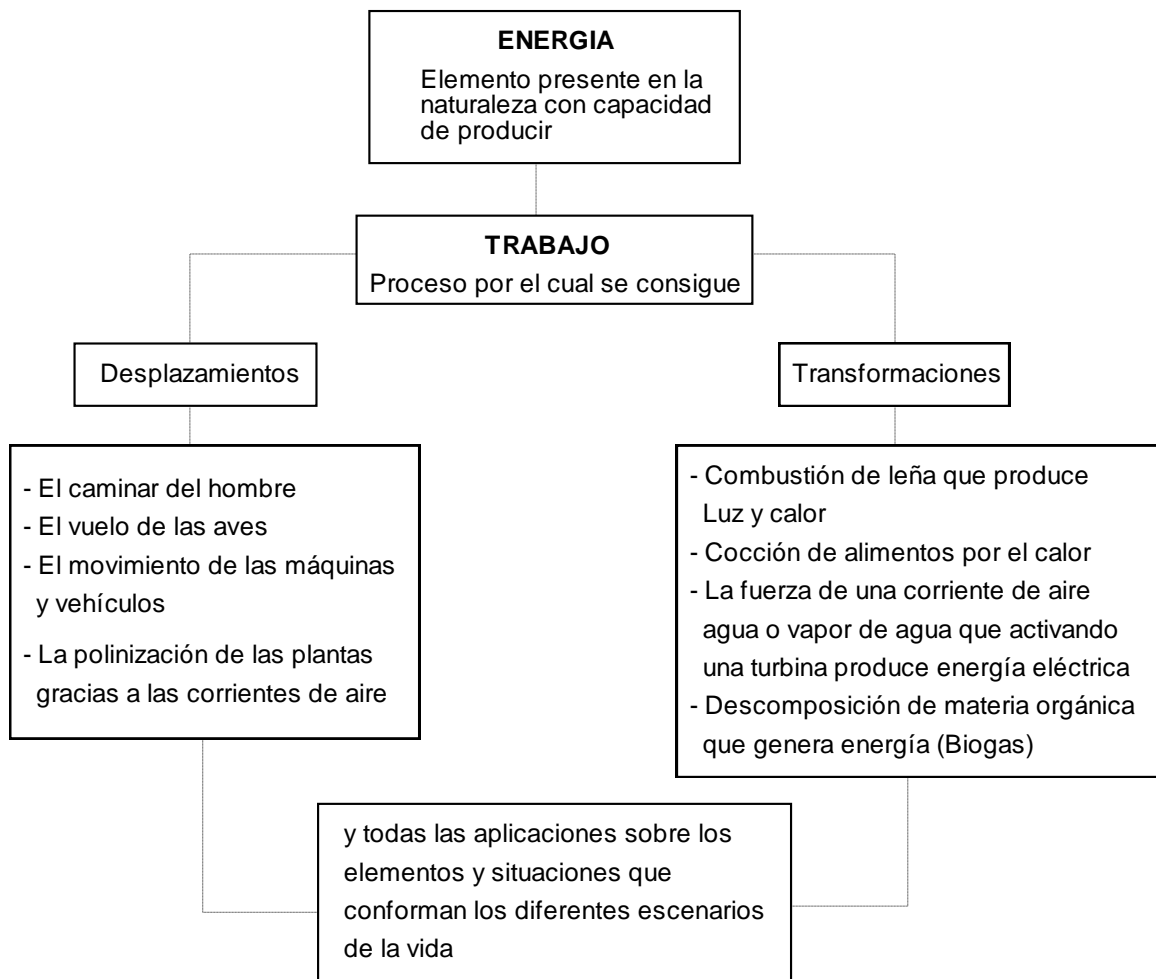 ENERGIA
Elemento presente en la
naturaleza con capacidad
de producir
TRABAJO
Proceso por el cual se consigue
Desplazamientos
Transformaciones
- El caminar del hombre
- El vuelo de las aves
- El movimiento de las máquinas
y vehículos
- La polinización de las plantas
gracias a las corrientes de aire
- Combustión de leña que produce
Luz y calor
- Cocción de alimentos por el calor
- La fuerza de una corriente de aire
agua o vapor de agua que activando
una turbina produce energía eléctrica
- Descomposición de materia orgánica
que genera energía (Biogas)
y todas las aplicaciones sobre los
elementos y situaciones que
conforman los diferentes escenarios
de la vida